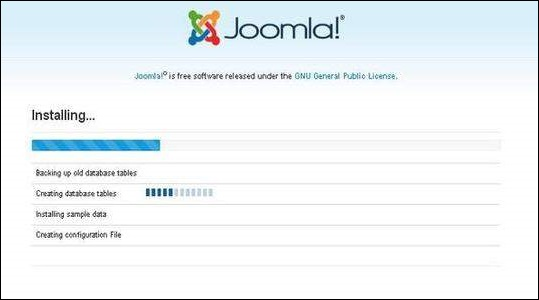 Joomla!®
Joomla!® is free software released under the GNU General Public License.
Installing...
Backing up old database tables
Creating database tables
Installing sample data
Creating configuration File